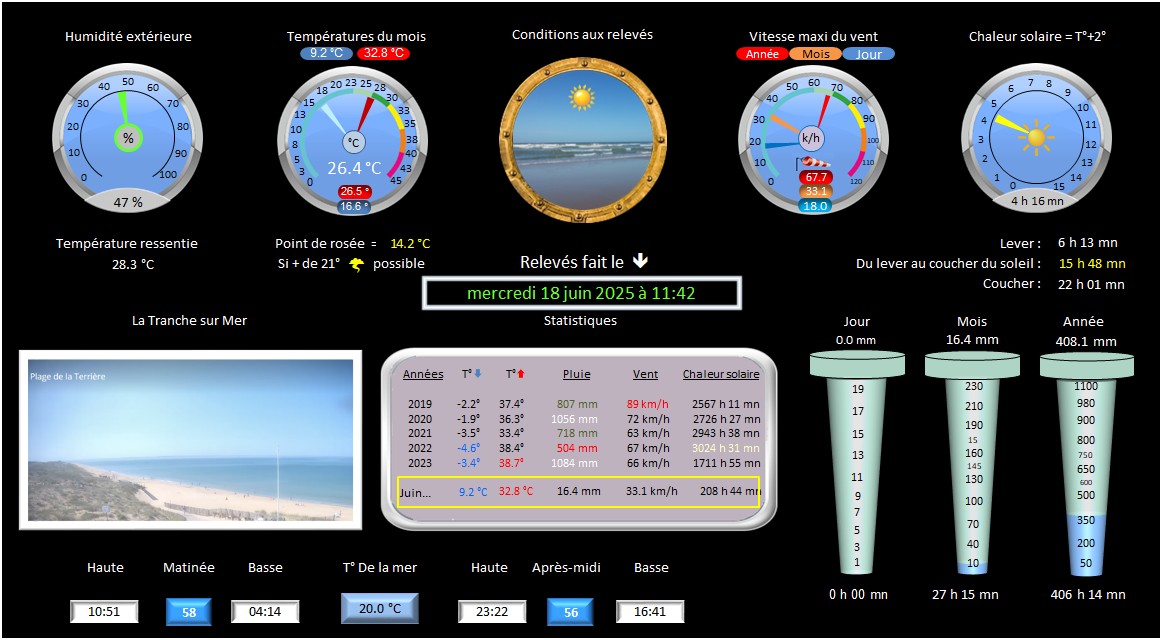 Humidité extérieure
Températures du mois
9.2 °C 32.8 °C
Conditions aux relevés
Vitesse maxi du vent
Année Mois Jour
Chaleur solaire = T°+2°
0 10 20 30 40 50 60 70 80 90 100
%
47 %
0 3 5 8 10 13 15 18 20 23 25 28 30 33 35 38 40 43 45
°C
26.4 °C
26.5 °
16.6 °
0 10 20 30 40 50 60 70 80 90 100 110 120
k/h
67.7
33.1
18.0
0 1 2 3 4 5 6 7 8 9 10 11 12 13 14 15
4 h 16 mn
Température ressentie
28.3 °C
Point de rosée = 14.2 °C
Si + de 21° possible
Relevés fait le
mercredi 18 juin 2025 à 11:42
Lever : 6 h 13 mn
Du lever au coucher du soleil : 15 h 48 mn
Coucher : 22 h 01 mn
La Tranche sur Mer
Plage de la Terrière
Statistiques
Années T° T° Pluie Vent Chaleur solaire
2019 -2.2° 37.4° 807 mm 89 km/h 2567 h 11 mn
2020 -1.9° 36.3° 1056 mm 72 km/h 2726 h 27 mn
2021 -3.5° 33.4° 718 mm 63 km/h 2943 h 38 mn
2022 -4.6° 38.4° 504 mm 67 km/h 3024 h 31 mn
2023 -3.4° 38.7° 1084 mm 66 km/h 1711 h 55 mn
Juin... 9.2 °C 32.8 °C 16.4 mm 33.1 km/h 208 h 44 mn
Jour
0.0 mm
19
17
15
13
11
9
7
5
3
1
0 h 00 mn
Mois
16.4 mm
230
210
190
15
160
145
130
100
70
40
10
27 h 15 mn
Année
408.1 mm
1100
980
900
800
750
650
600
500
350
200
50
406 h 14 mn
Haute Matinée Basse
10:51 58 04:14
T° De la mer
20.0 °C
Haute Après-midi Basse
23:22 56 16:41